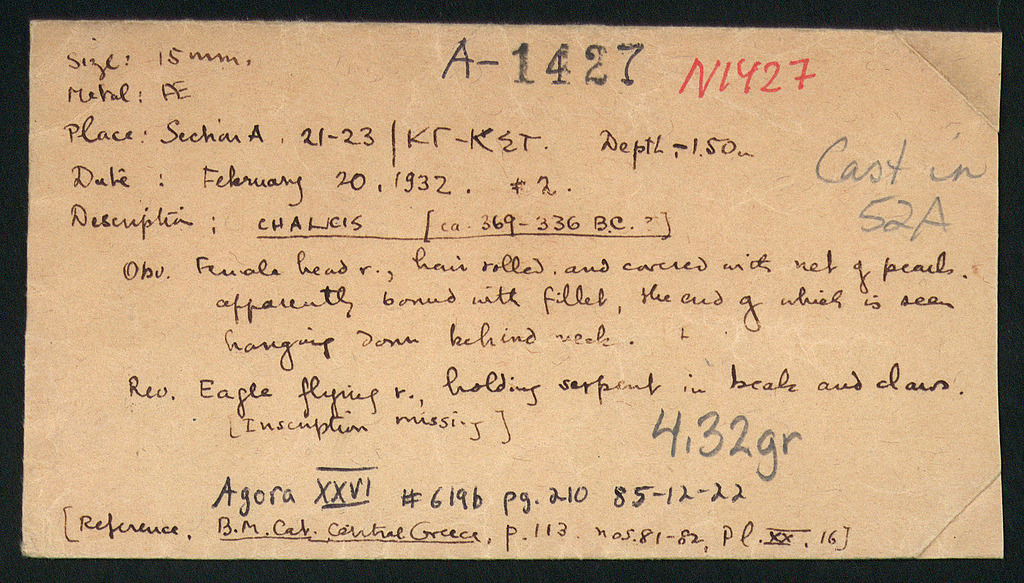 Size: 15 mm. A-1427 N1427
Metal: AE
Place: Section A. 21-23 | ΚΓ-ΚΣΤ. Depth, -1.50m
Cast in
Date : February 20, 1932. #2.
52A
Description : CHALCIS [ca. 369-336 B.C. ?]
Obv. Female head r., hair rolled, and covered with net of pearls.
apparently bound with fillet, the end of which is seen
hanging down behind neck.
Rev. Eagle flying r., holding serpent in beak and claws.
[Inscription missing]
4.32gr
Agora XXVI #619b pg. 210 85-12-22
[Reference, B.M. Cat. Central Greece, p. 113. nos. 81-82, Pl. XX, 16]